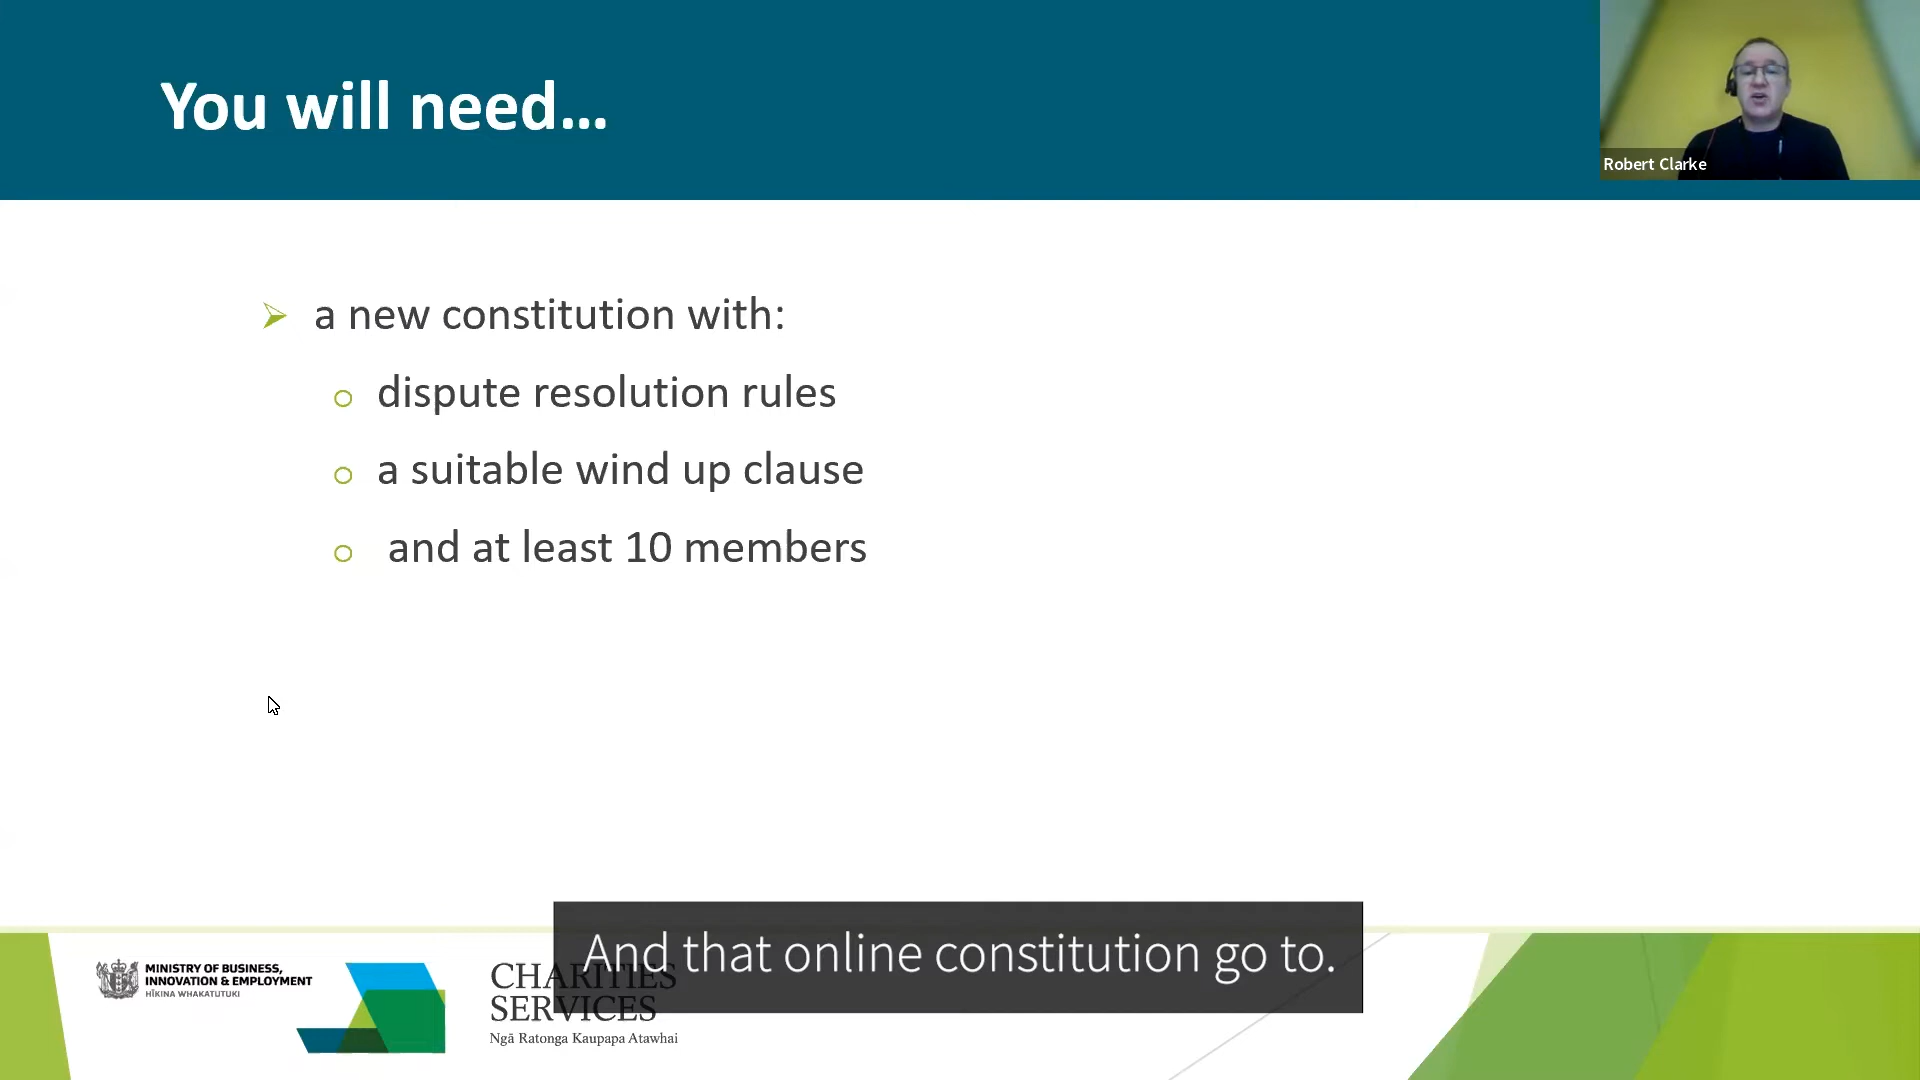 You will need...
Robert Clarke
a new constitution with:
dispute resolution rules
a suitable wind up clause
and at least 10 members
And that online constitution go to.
MINISTRY OF BUSINESS,
INNOVATION & EMPLOYMENT
HĪKINA WHAKATUTUKI
CHARITIES
SERVICES
Ngā Ratonga Kaupapa Atawhai